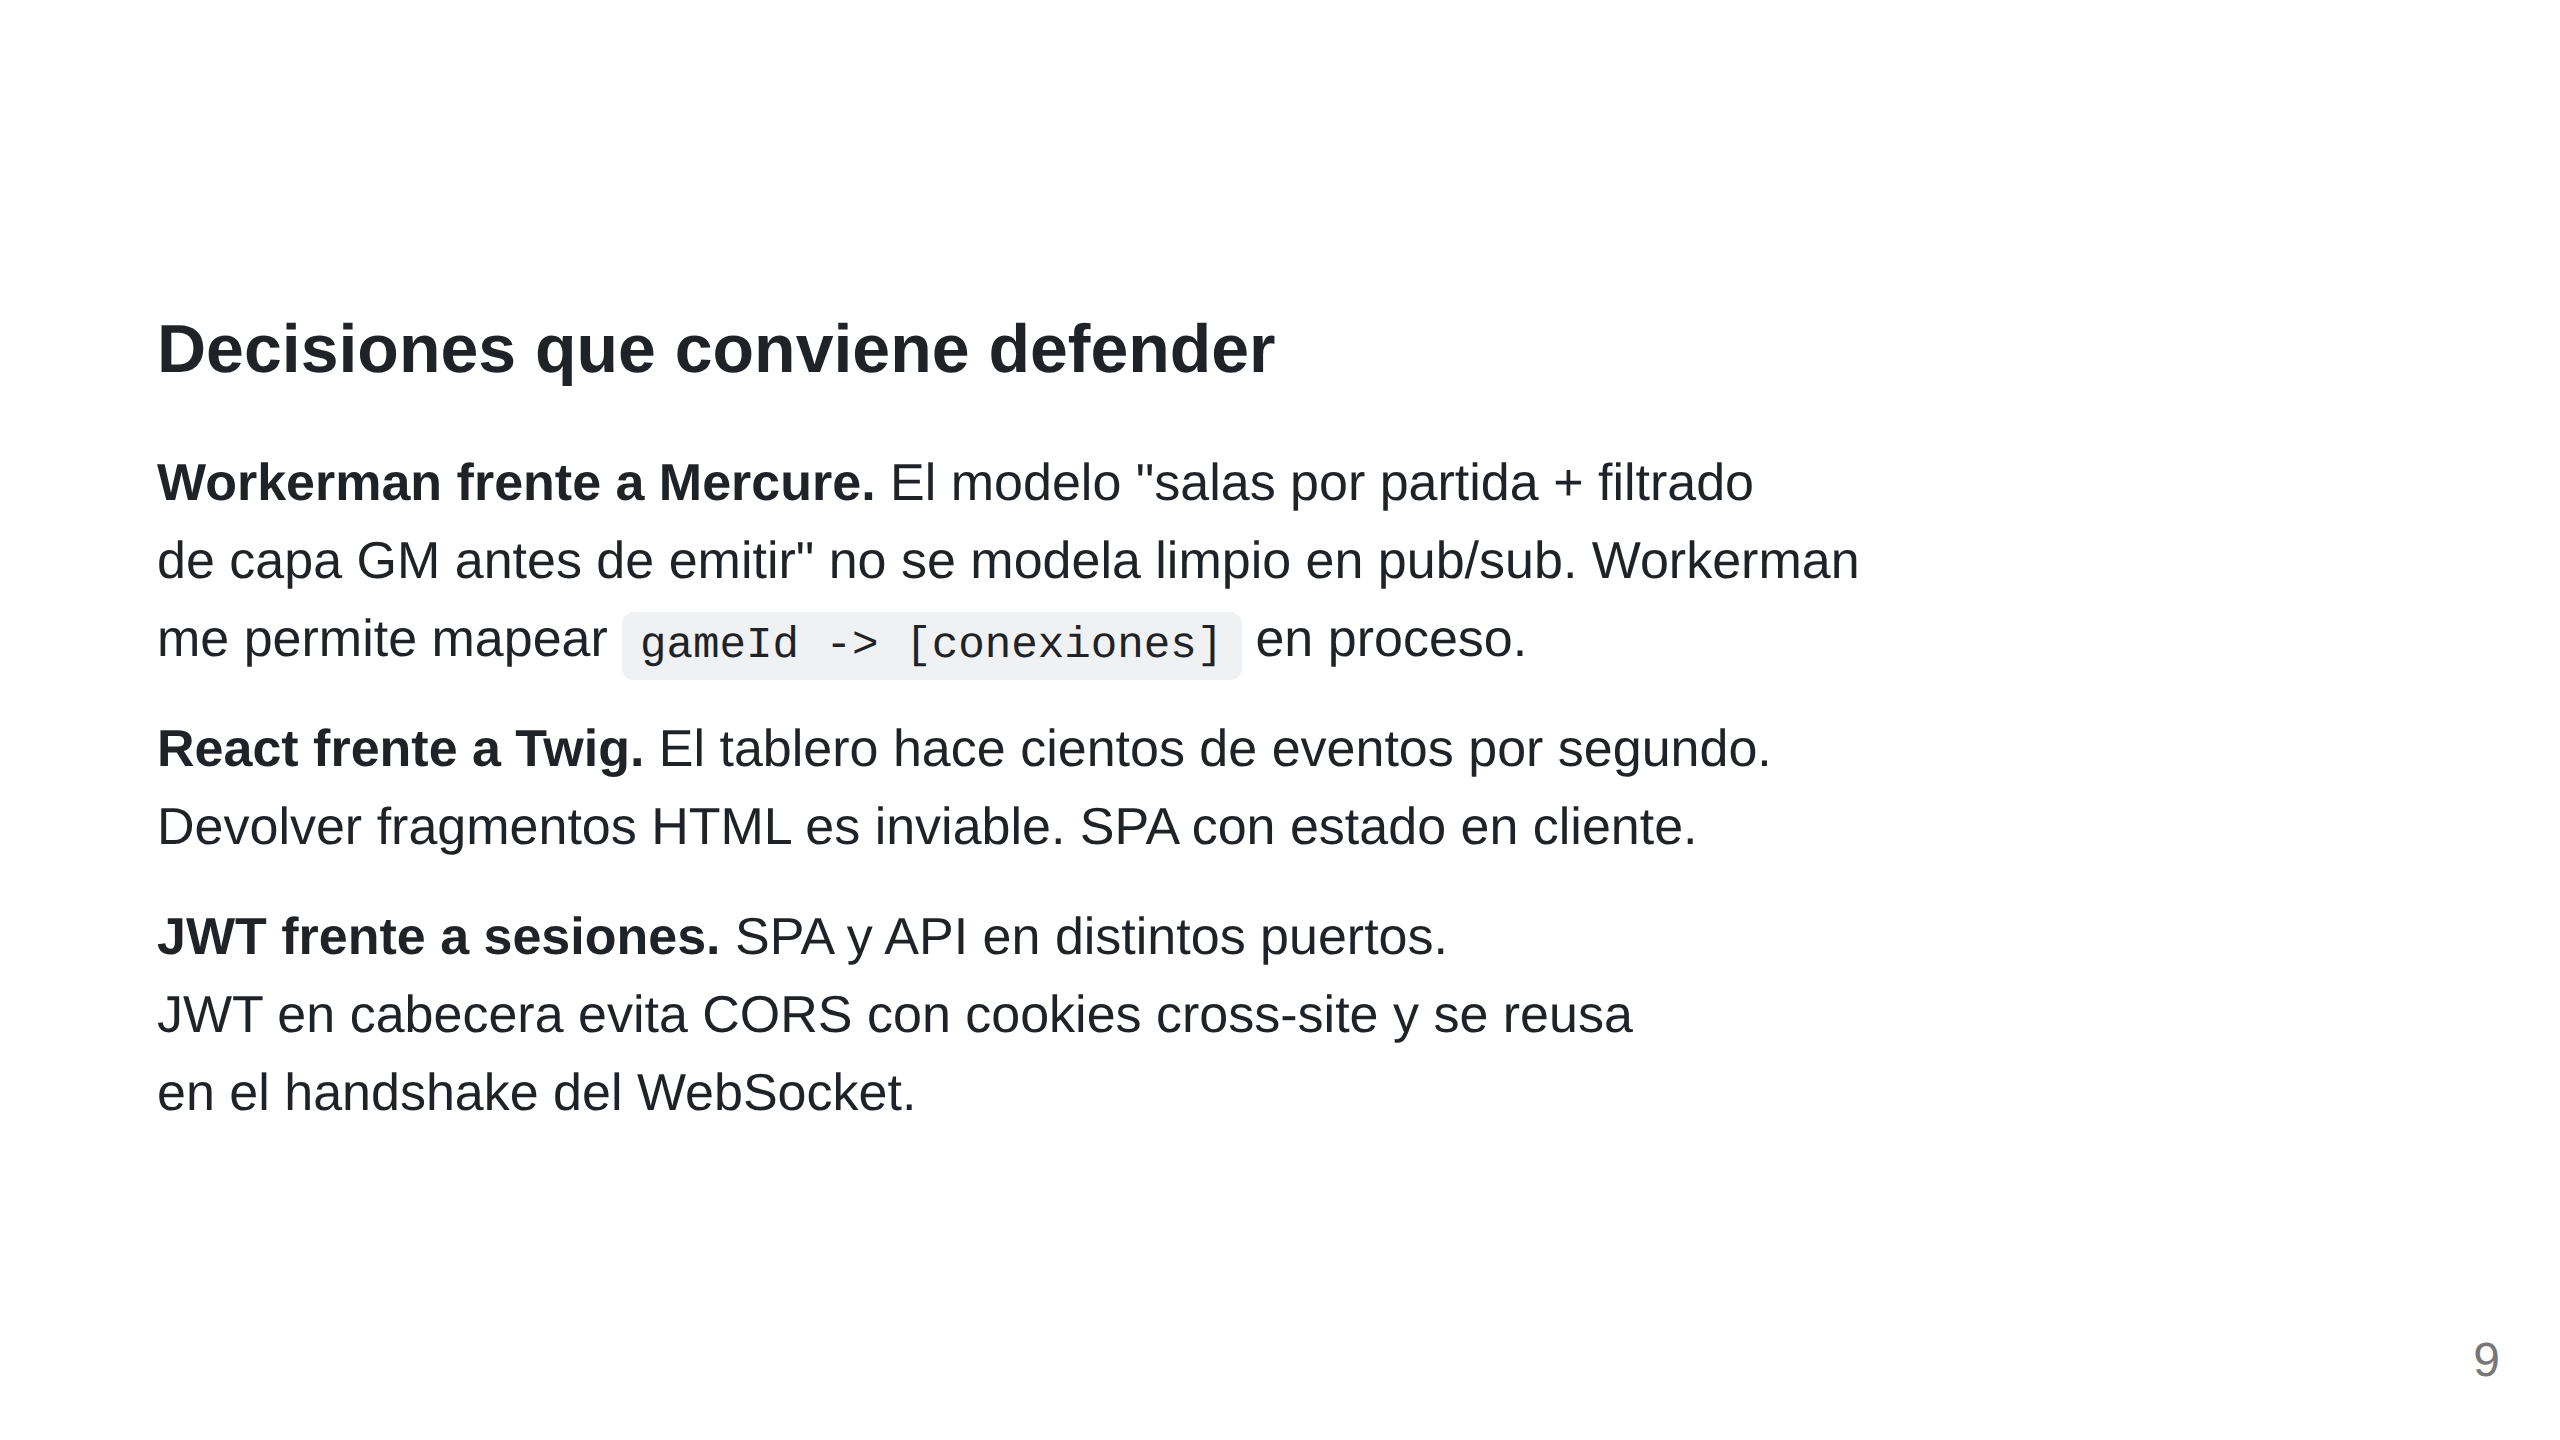 Decisiones que conviene defender
Workerman frente a Mercure. El modelo "salas por partida + filtrado
de capa GM antes de emitir" no se modela limpio en pub/sub. Workerman
me permite mapear gameId -> [conexiones] en proceso.
React frente a Twig. El tablero hace cientos de eventos por segundo.
Devolver fragmentos HTML es inviable. SPA con estado en cliente.
JWT frente a sesiones. SPA y API en distintos puertos.
JWT en cabecera evita CORS con cookies cross-site y se reusa
en el handshake del WebSocket.
9